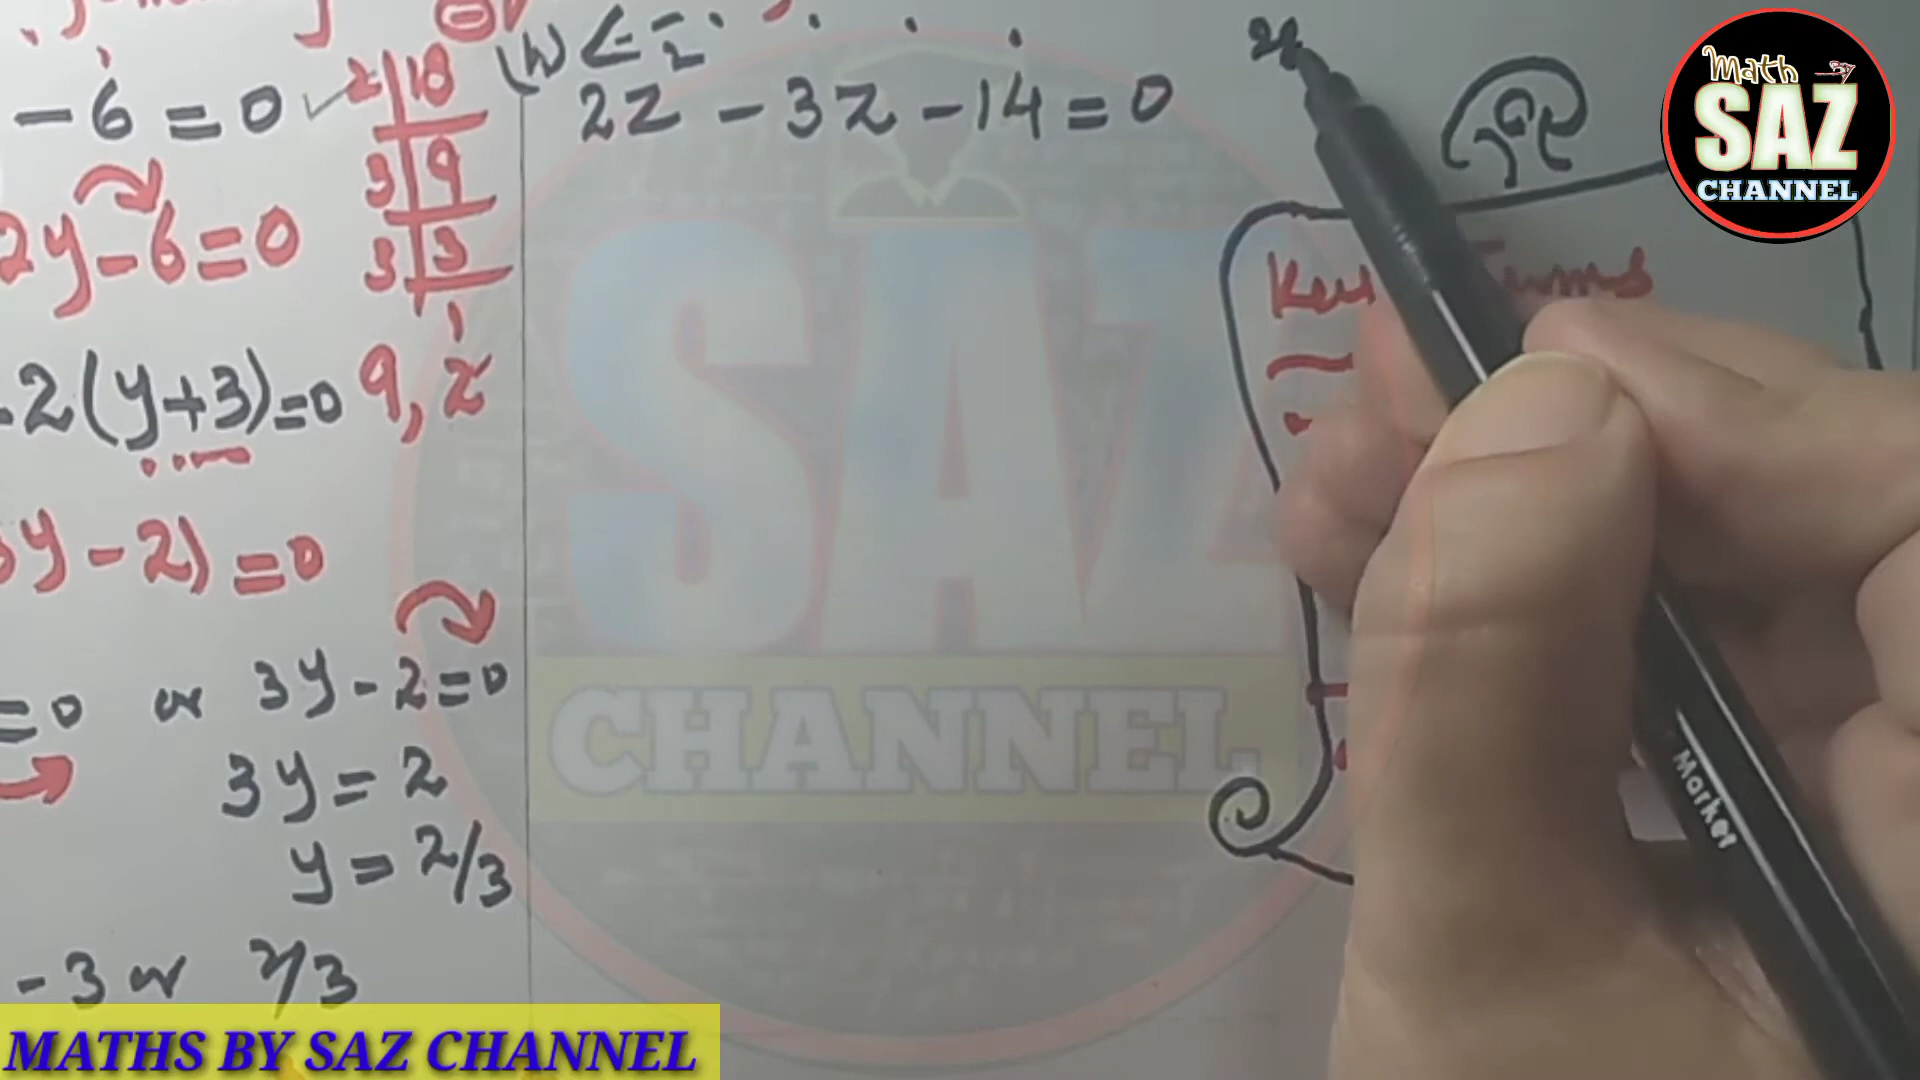 - 6 = 0
2y - 6 = 0
2(y+3) = 0
y - 2) = 0
= 0 or 3y - 2 = 0
3y = 2
y = 2/3
- 3 or 2/3
2 | 18
3 | 9
3 | 3
1
9, 2
2z - 3z - 14 = 0
Terms
Math
SAZ
CHANNEL
SAZ
CHANNEL
Market
MATHS BY SAZ CHANNEL